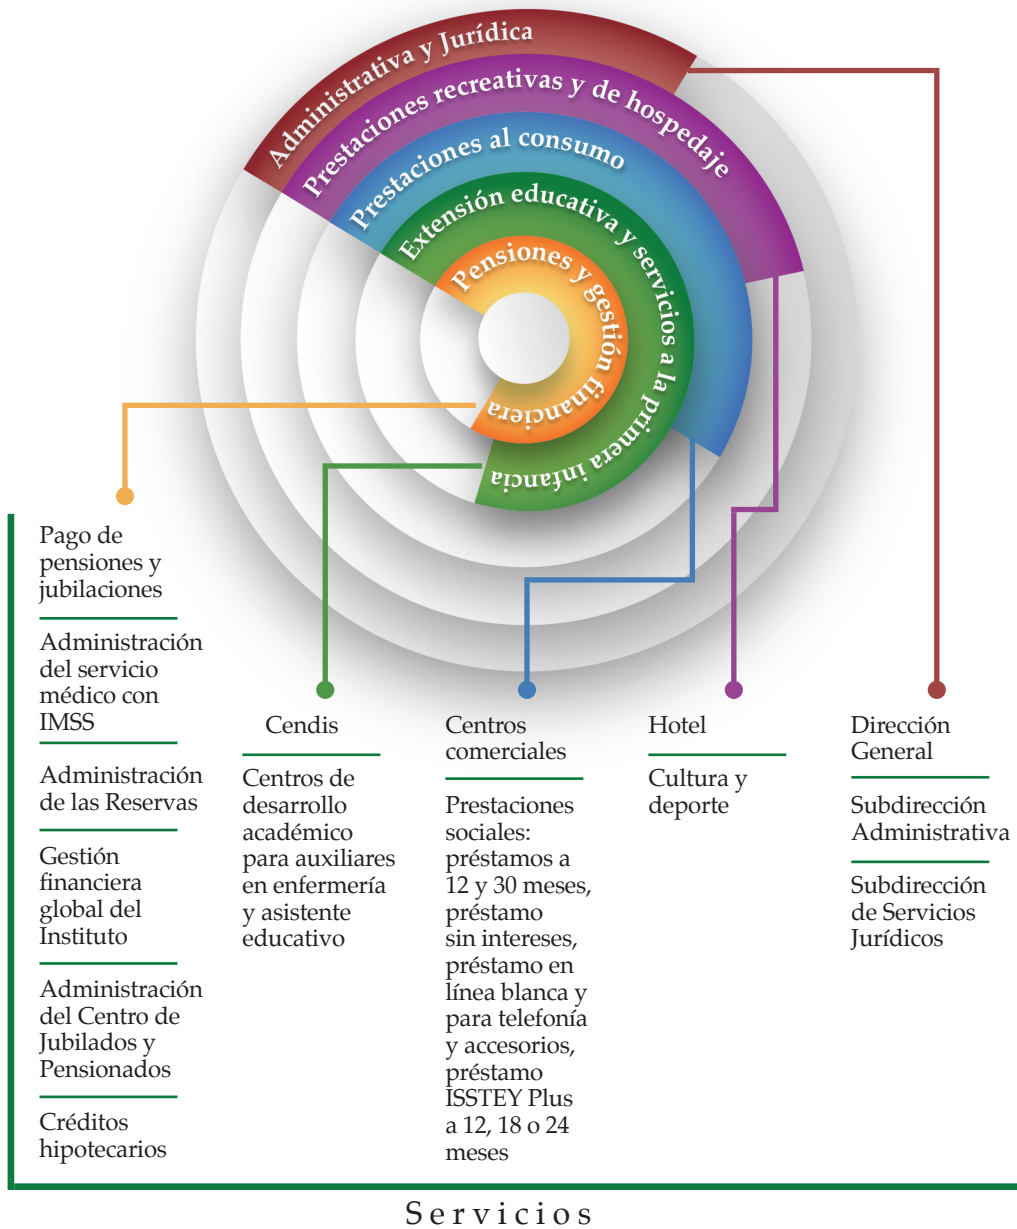 Administrativa y Jurídica
Prestaciones recreativas y de hospedaje
Prestaciones al consumo
Extensión educativa y servicios a la primera infancia
Pensiones y gestión financiera
Pago de
pensiones y
jubilaciones
Administración
del servicio
médico con
IMSS
Administración
de las Reservas
Gestión
financiera
global del
Instituto
Administración
del Centro de
Jubilados y
Pensionados
Créditos
hipotecarios
Cendis
Centros de
desarrollo
académico
para auxiliares
en enfermería
y asistente
educativo
Centros
comerciales
Prestaciones
sociales:
préstamos a
12 y 30 meses,
préstamo
sin intereses,
préstamo en
línea blanca y
para telefonía
y accesorios,
préstamo
ISSTEY Plus
a 12, 18 o 24
meses
Hotel
Cultura y
deporte
Dirección
General
Subdirección
Administrativa
Subdirección
de Servicios
Jurídicos
Servicios